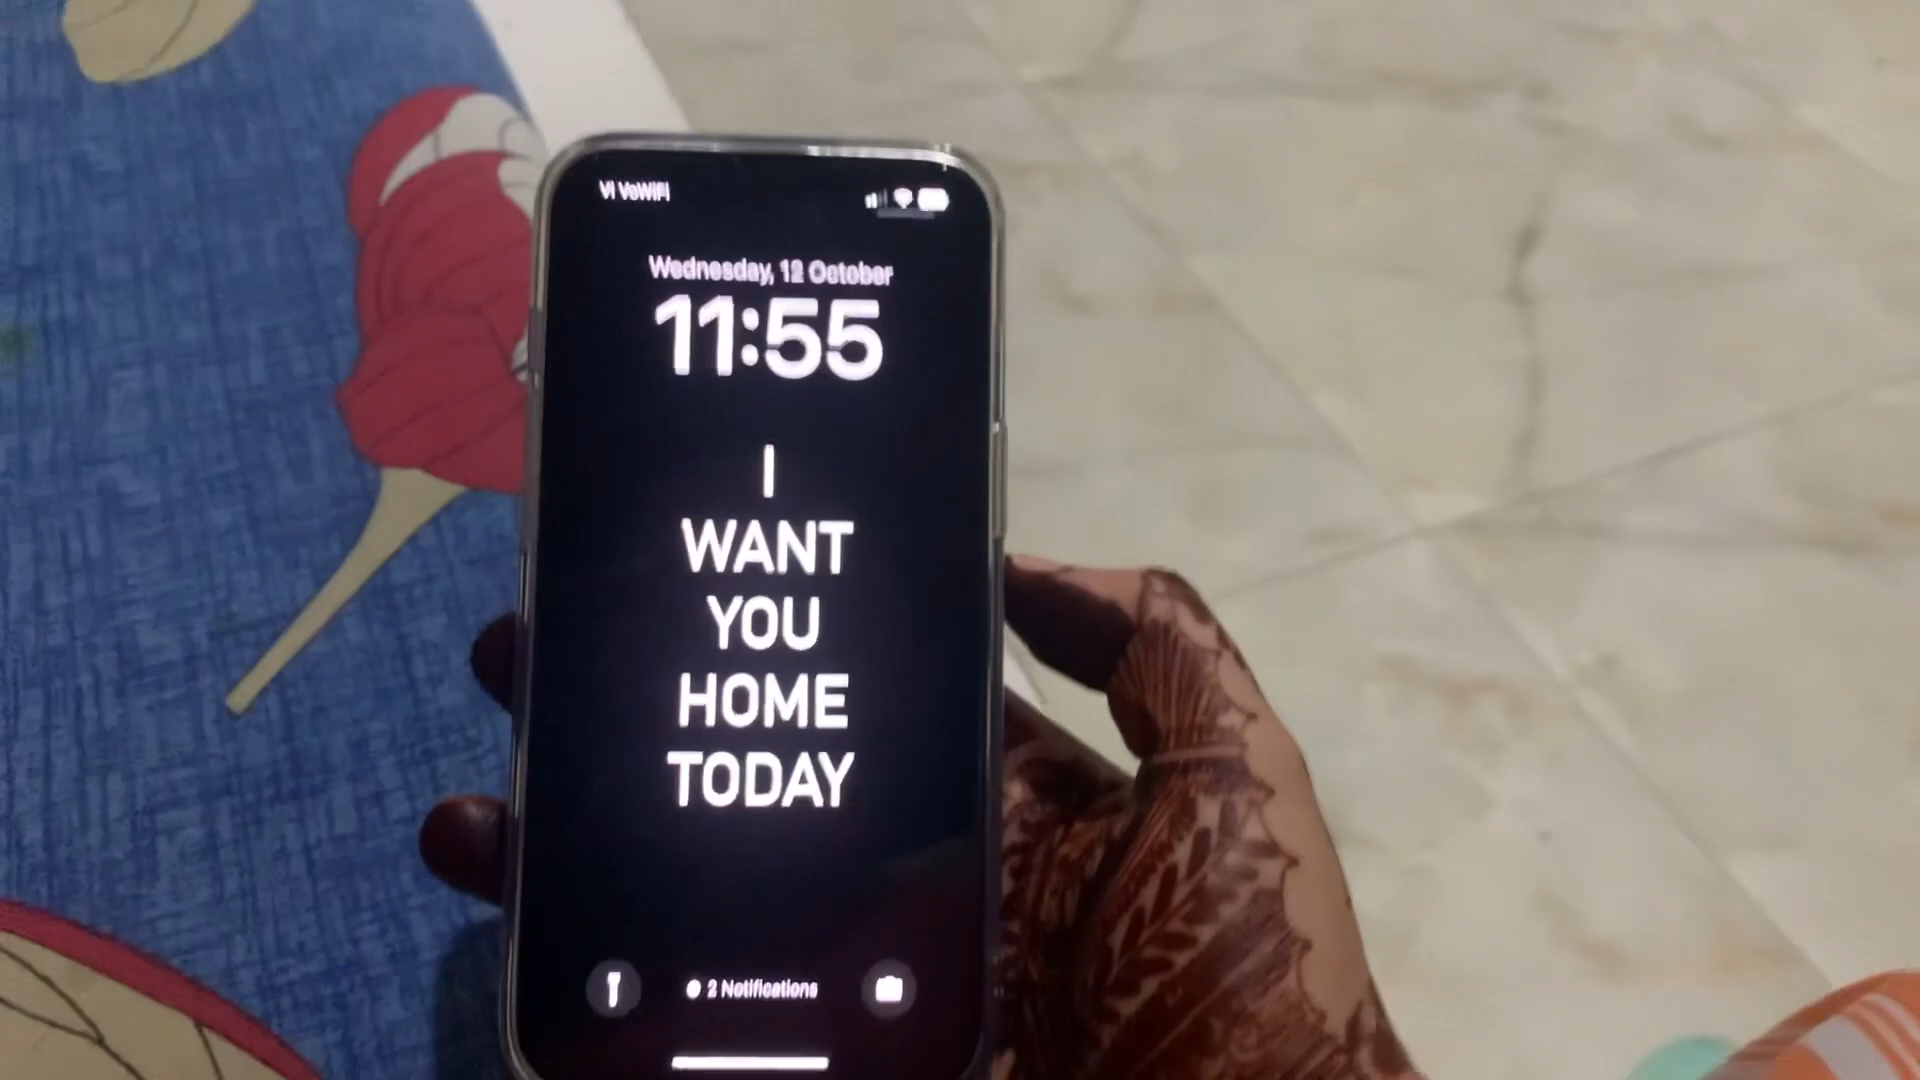 Vi VoWiFi
Wednesday, 12 October
11:55
I
WANT
YOU
HOME
TODAY
2 Notifications